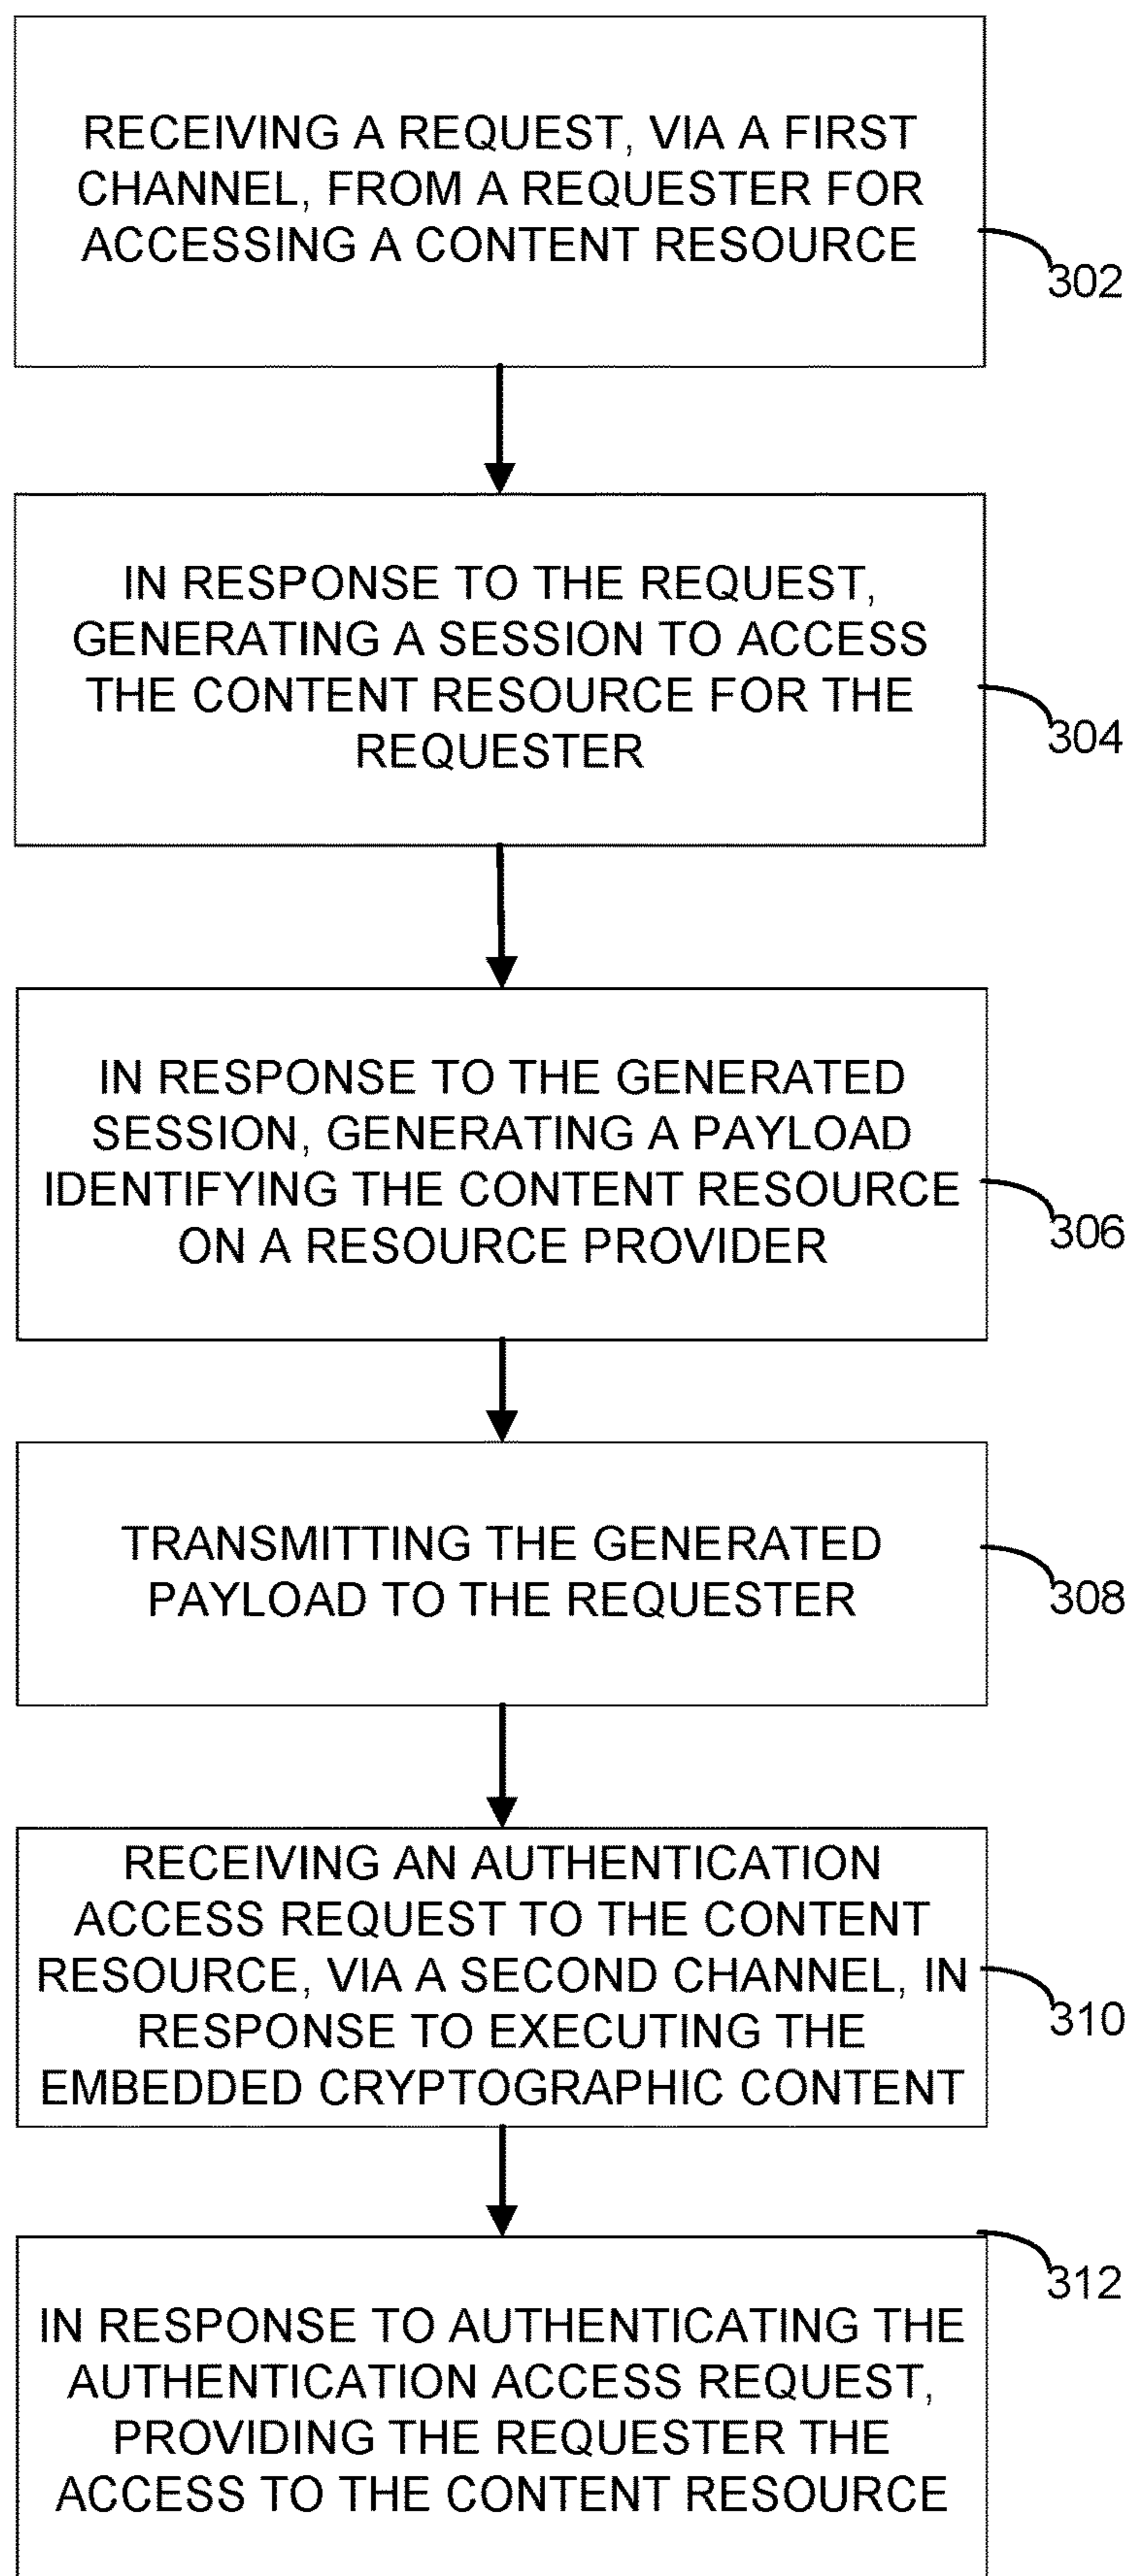 RECEIVING A REQUEST, VIA A FIRST
CHANNEL, FROM A REQUESTER FOR
ACCESSING A CONTENT RESOURCE
302
IN RESPONSE TO THE REQUEST,
GENERATING A SESSION TO ACCESS
THE CONTENT RESOURCE FOR THE
REQUESTER
304
IN RESPONSE TO THE GENERATED
SESSION, GENERATING A PAYLOAD
IDENTIFYING THE CONTENT RESOURCE
ON A RESOURCE PROVIDER
306
TRANSMITTING THE GENERATED
PAYLOAD TO THE REQUESTER
308
RECEIVING AN AUTHENTICATION
ACCESS REQUEST TO THE CONTENT
RESOURCE, VIA A SECOND CHANNEL, IN
RESPONSE TO EXECUTING THE
EMBEDDED CRYPTOGRAPHIC CONTENT
310
312
IN RESPONSE TO AUTHENTICATING THE
AUTHENTICATION ACCESS REQUEST,
PROVIDING THE REQUESTER THE
ACCESS TO THE CONTENT RESOURCE